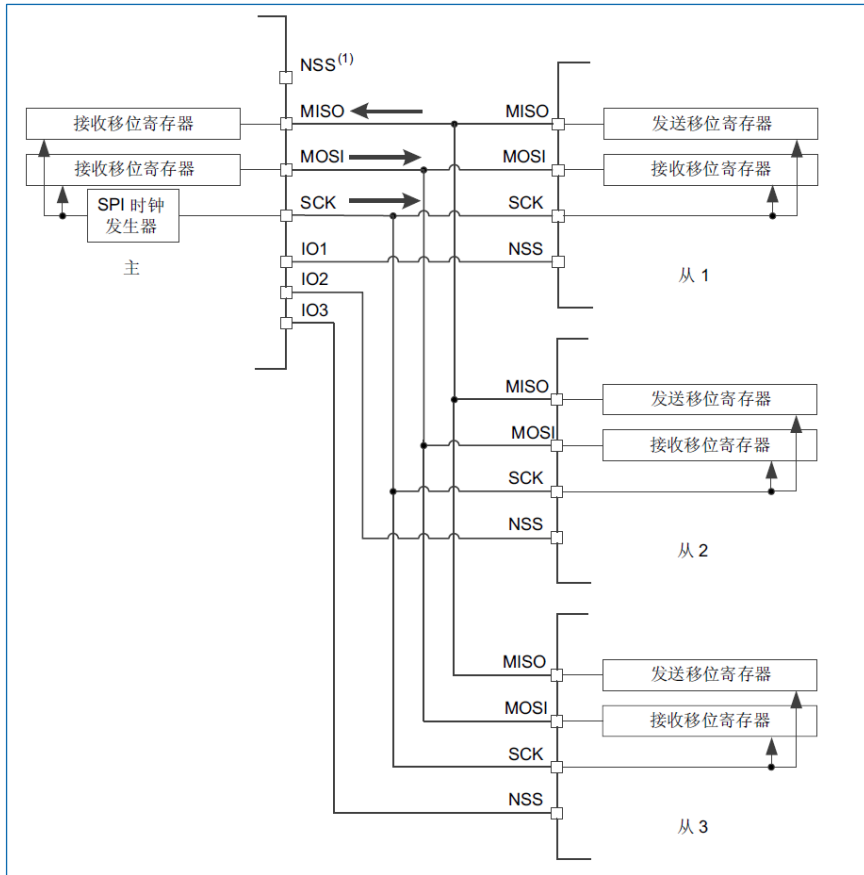 NSS(1)
MISO
MISO
接收移位寄存器
发送移位寄存器
MOSI
MOSI
接收移位寄存器
接收移位寄存器
SPI 时钟
发生器
SCK
SCK
IO1
NSS
主
从 1
IO2
IO3
MISO
发送移位寄存器
MOSI
接收移位寄存器
SCK
NSS
从 2
MISO
发送移位寄存器
MOSI
接收移位寄存器
SCK
NSS
从 3